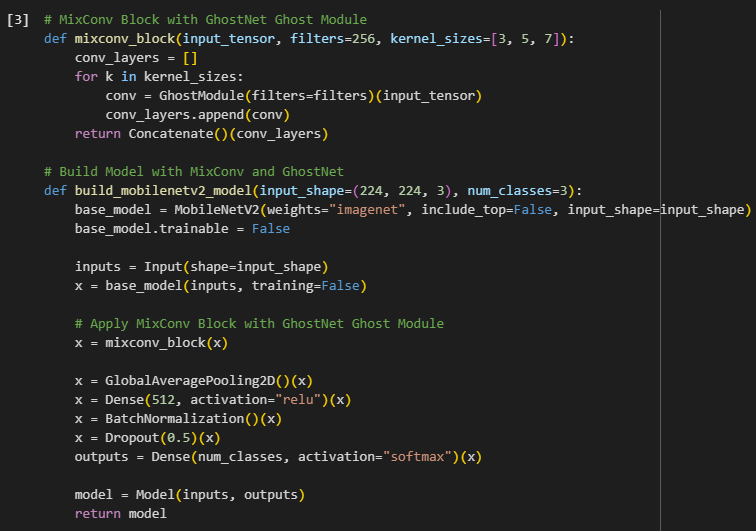 [3] # MixConv Block with GhostNet Ghost Module
def mixconv_block(input_tensor, filters=256, kernel_sizes=[3, 5, 7]):
    conv_layers = []
    for k in kernel_sizes:
        conv = GhostModule(filters=filters)(input_tensor)
        conv_layers.append(conv)
    return Concatenate()(conv_layers)

# Build Model with MixConv and GhostNet
def build_mobilenetv2_model(input_shape=(224, 224, 3), num_classes=3):
    base_model = MobileNetV2(weights="imagenet", include_top=False, input_shape=input_shape)
    base_model.trainable = False

    inputs = Input(shape=input_shape)
    x = base_model(inputs, training=False)

    # Apply MixConv Block with GhostNet Ghost Module
    x = mixconv_block(x)

    x = GlobalAveragePooling2D()(x)
    x = Dense(512, activation="relu")(x)
    x = BatchNormalization()(x)
    x = Dropout(0.5)(x)
    outputs = Dense(num_classes, activation="softmax")(x)

    model = Model(inputs, outputs)
    return model